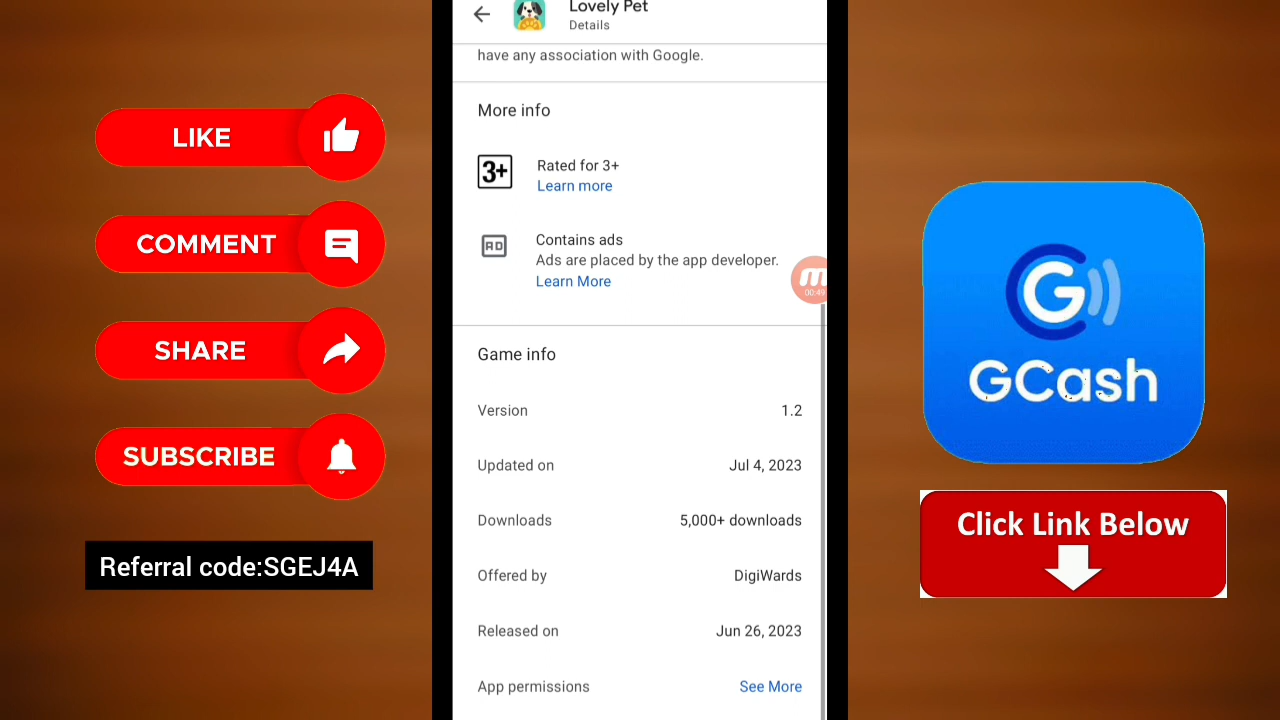 LIKE
COMMENT
SHARE
SUBSCRIBE
Referral code:SGEJ4A
Lovely Pet
Details
have any association with Google.
More info
3+
Rated for 3+
Learn more
AD
Contains ads
Ads are placed by the app developer.
Learn More
00:49
Game info
Version 1.2
Updated on Jul 4, 2023
Downloads 5,000+ downloads
Offered by DigiWards
Released on Jun 26, 2023
App permissions See More
G
GCash
Click Link Below